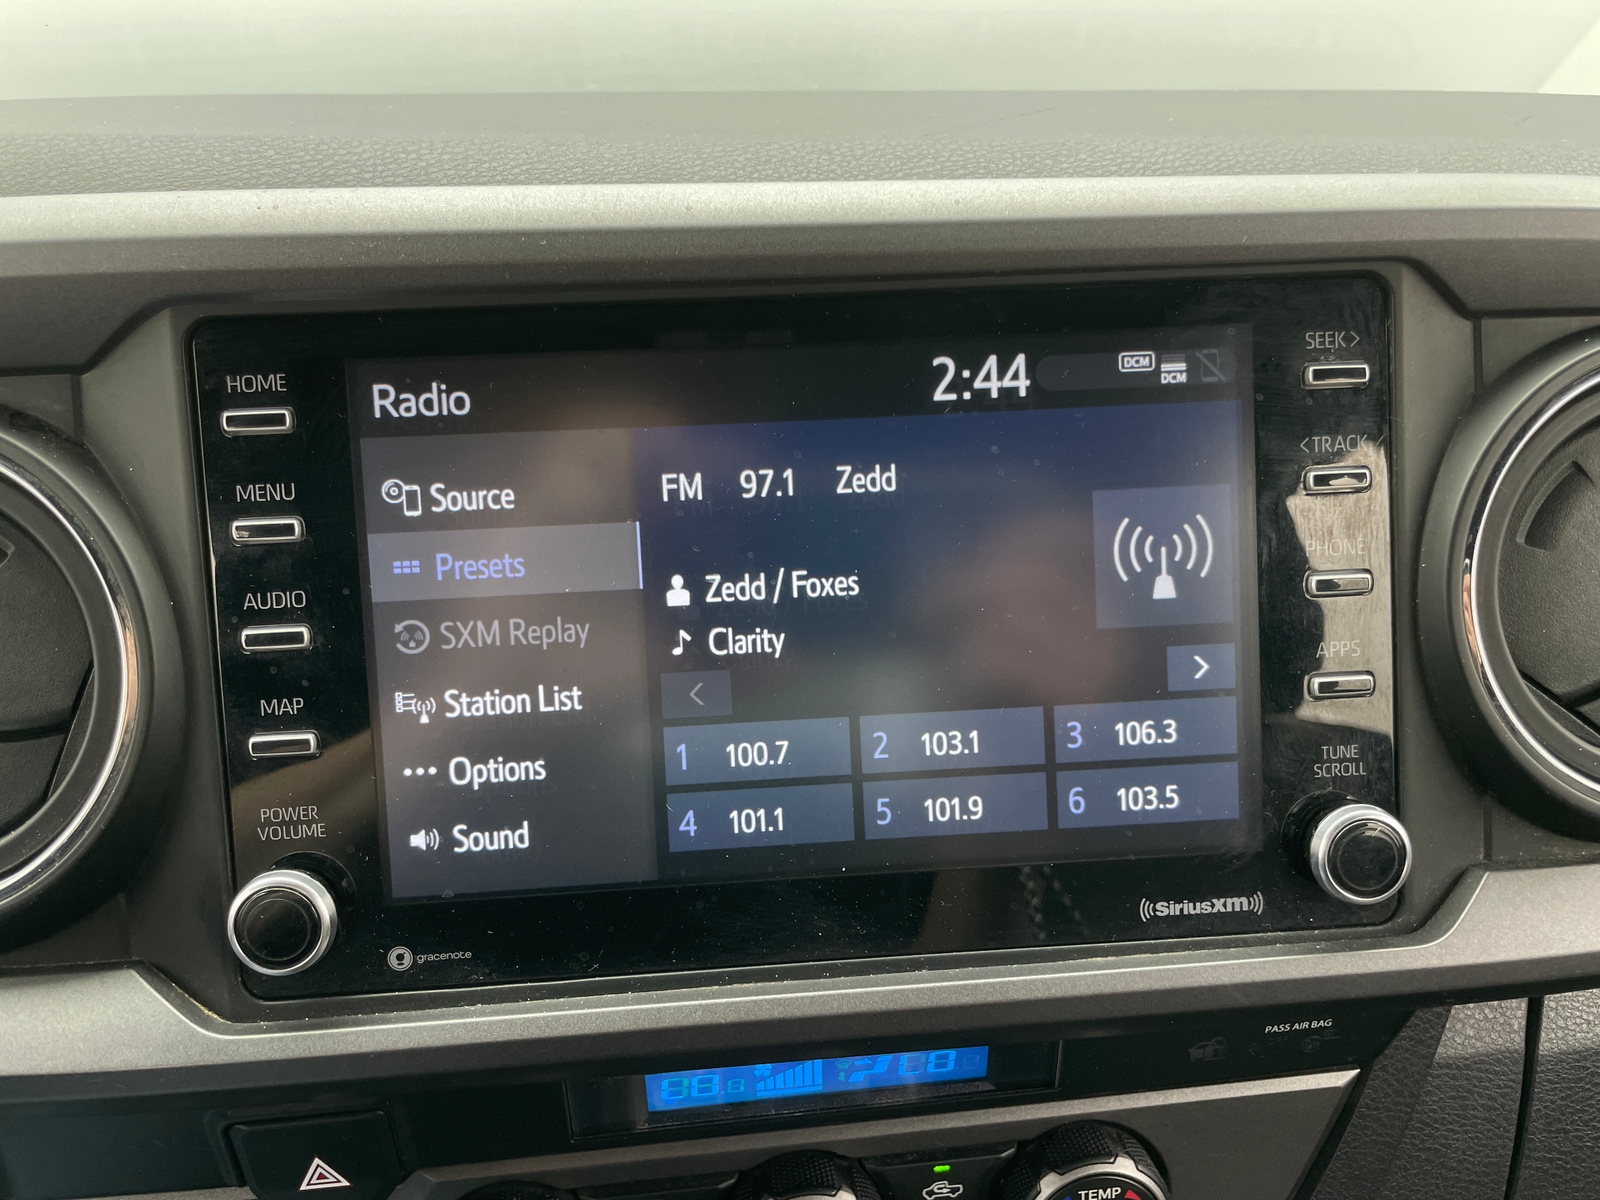 HOME
MENU
AUDIO
MAP
POWER
VOLUME
Radio
2:44
DCM
DCM
Source
Presets
SXM Replay
Station List
Options
Sound
FM 97.1 Zedd
Zedd / Foxes
Clarity
<
>
1 100.7 2 103.1 3 106.3
4 101.1 5 101.9 6 103.5
SEEK>
<TRACK
PHONE
APPS
TUNE
SCROLL
gracenote
SiriusXM
PASS AIR BAG
TEMP